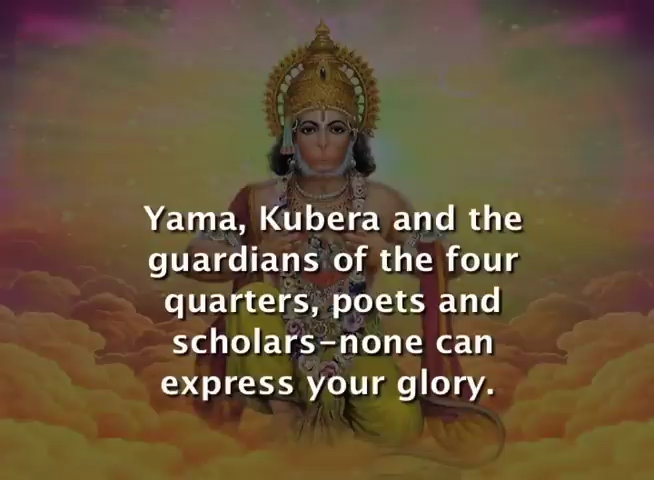 Yama, Kubera and the
guardians of the four
quarters, poets and
scholars–none can
express your glory.